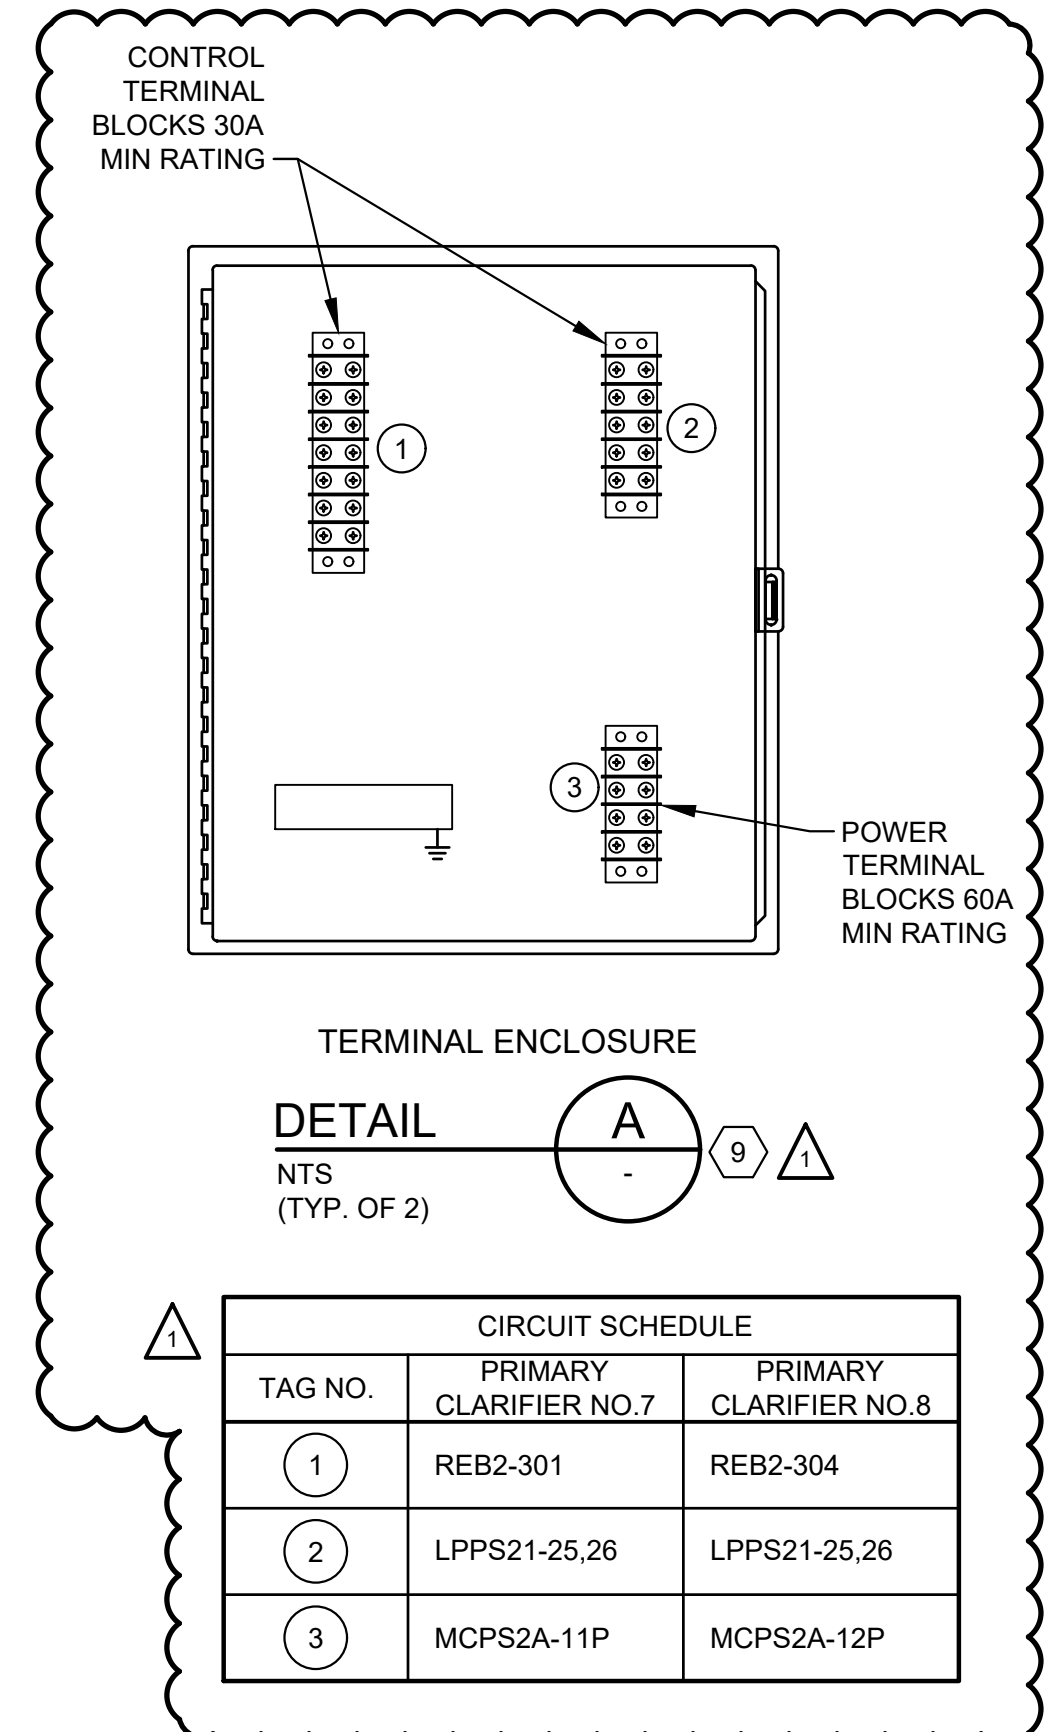 CONTROL
TERMINAL
BLOCKS 30A
MIN RATING
1
2
3
POWER
TERMINAL
BLOCKS 60A
MIN RATING
TERMINAL ENCLOSURE
DETAIL
A
-
9
1
NTS
(TYP. OF 2)
1
CIRCUIT SCHEDULE
TAG NO.
PRIMARY
CLARIFIER NO.7
PRIMARY
CLARIFIER NO.8
1
REB2-301
REB2-304
2
LPPS21-25,26
LPPS21-25,26
3
MCPS2A-11P
MCPS2A-12P